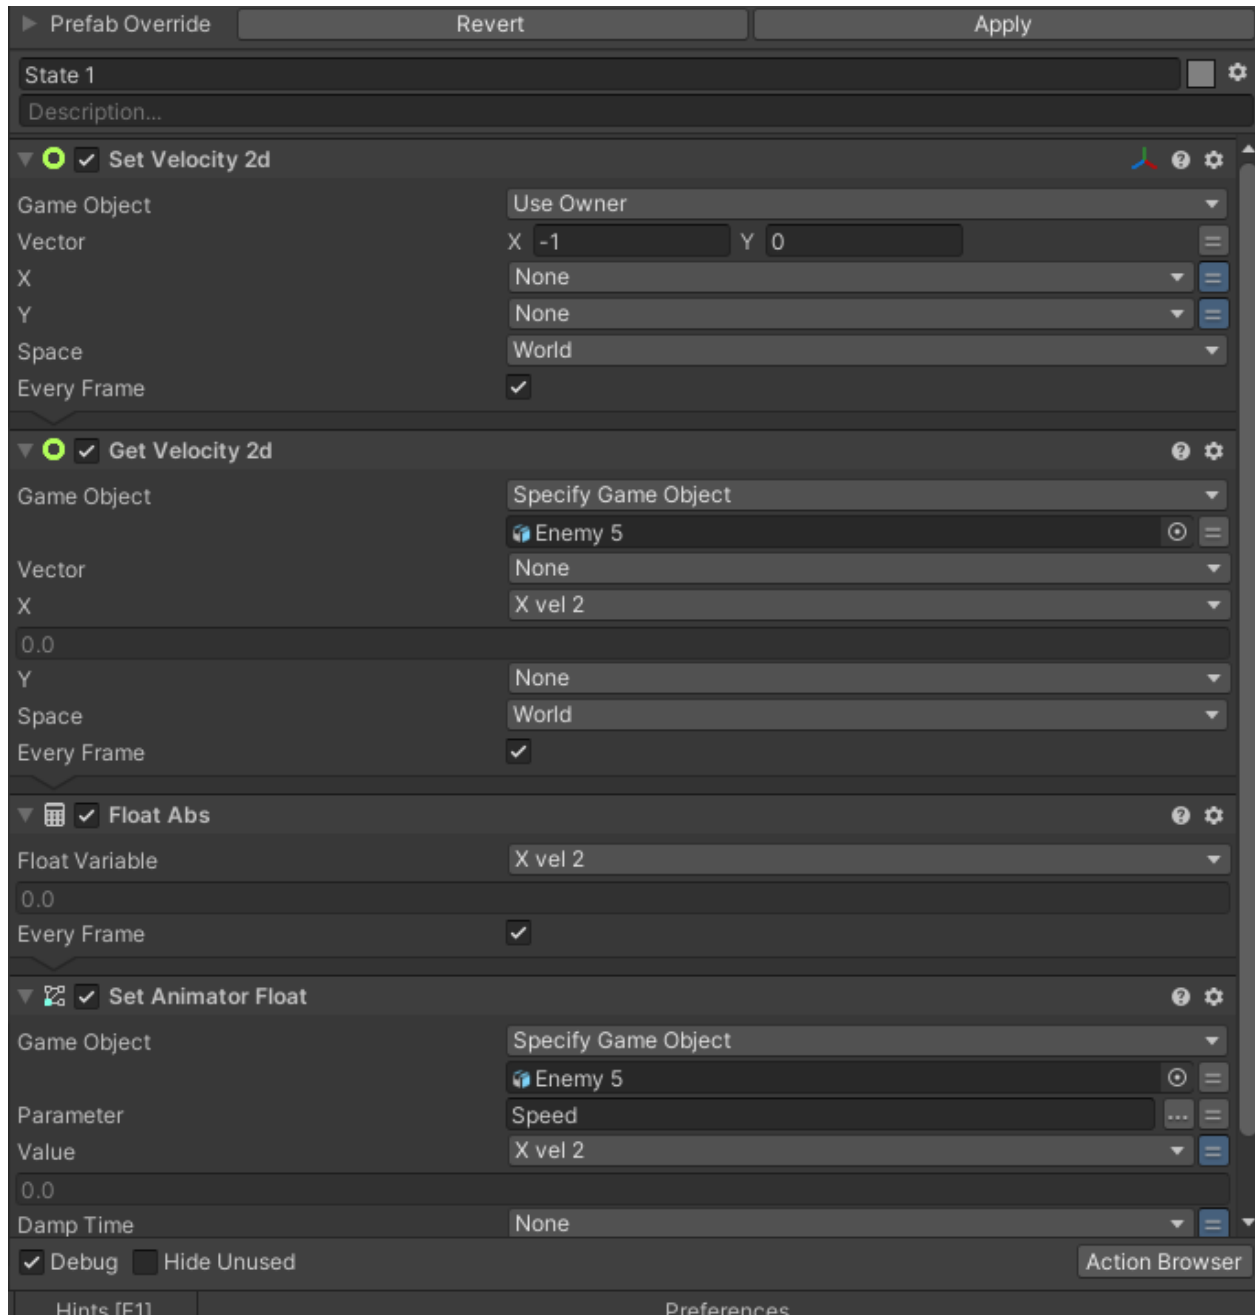 Prefab Override Revert Apply
State 1
Description...
Set Velocity 2d
Game Object Use Owner
Vector X -1 Y 0
X None
Y None
Space World
Every Frame
Get Velocity 2d
Game Object Specify Game Object
Enemy 5
Vector None
X X vel 2
0.0
Y None
Space World
Every Frame
Float Abs
Float Variable X vel 2
0.0
Every Frame
Set Animator Float
Game Object Specify Game Object
Enemy 5
Parameter Speed ...
Value X vel 2
0.0
Damp Time None
Debug Hide Unused Action Browser
Hints [F1] Preferences